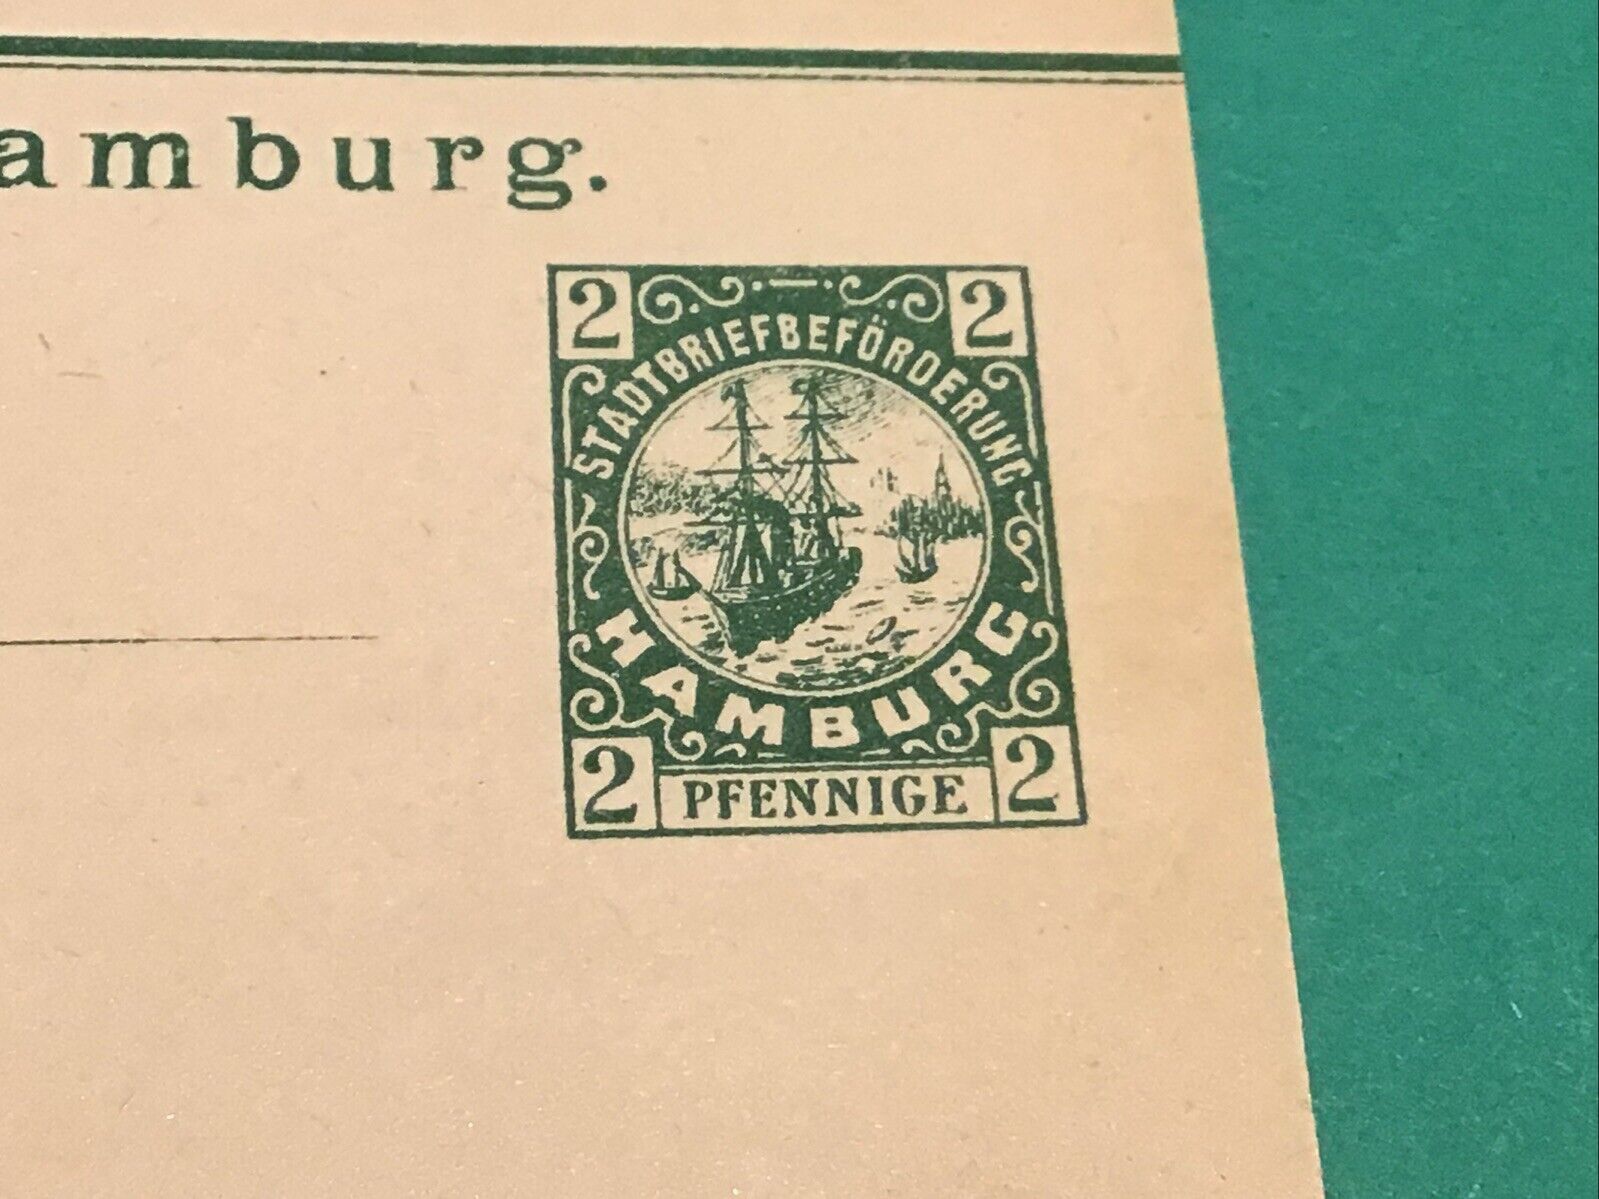 amburg.
2 2
STADTBRIEFBEFÖRDERUNG
HAMBURG
2 PFENNIGE 2